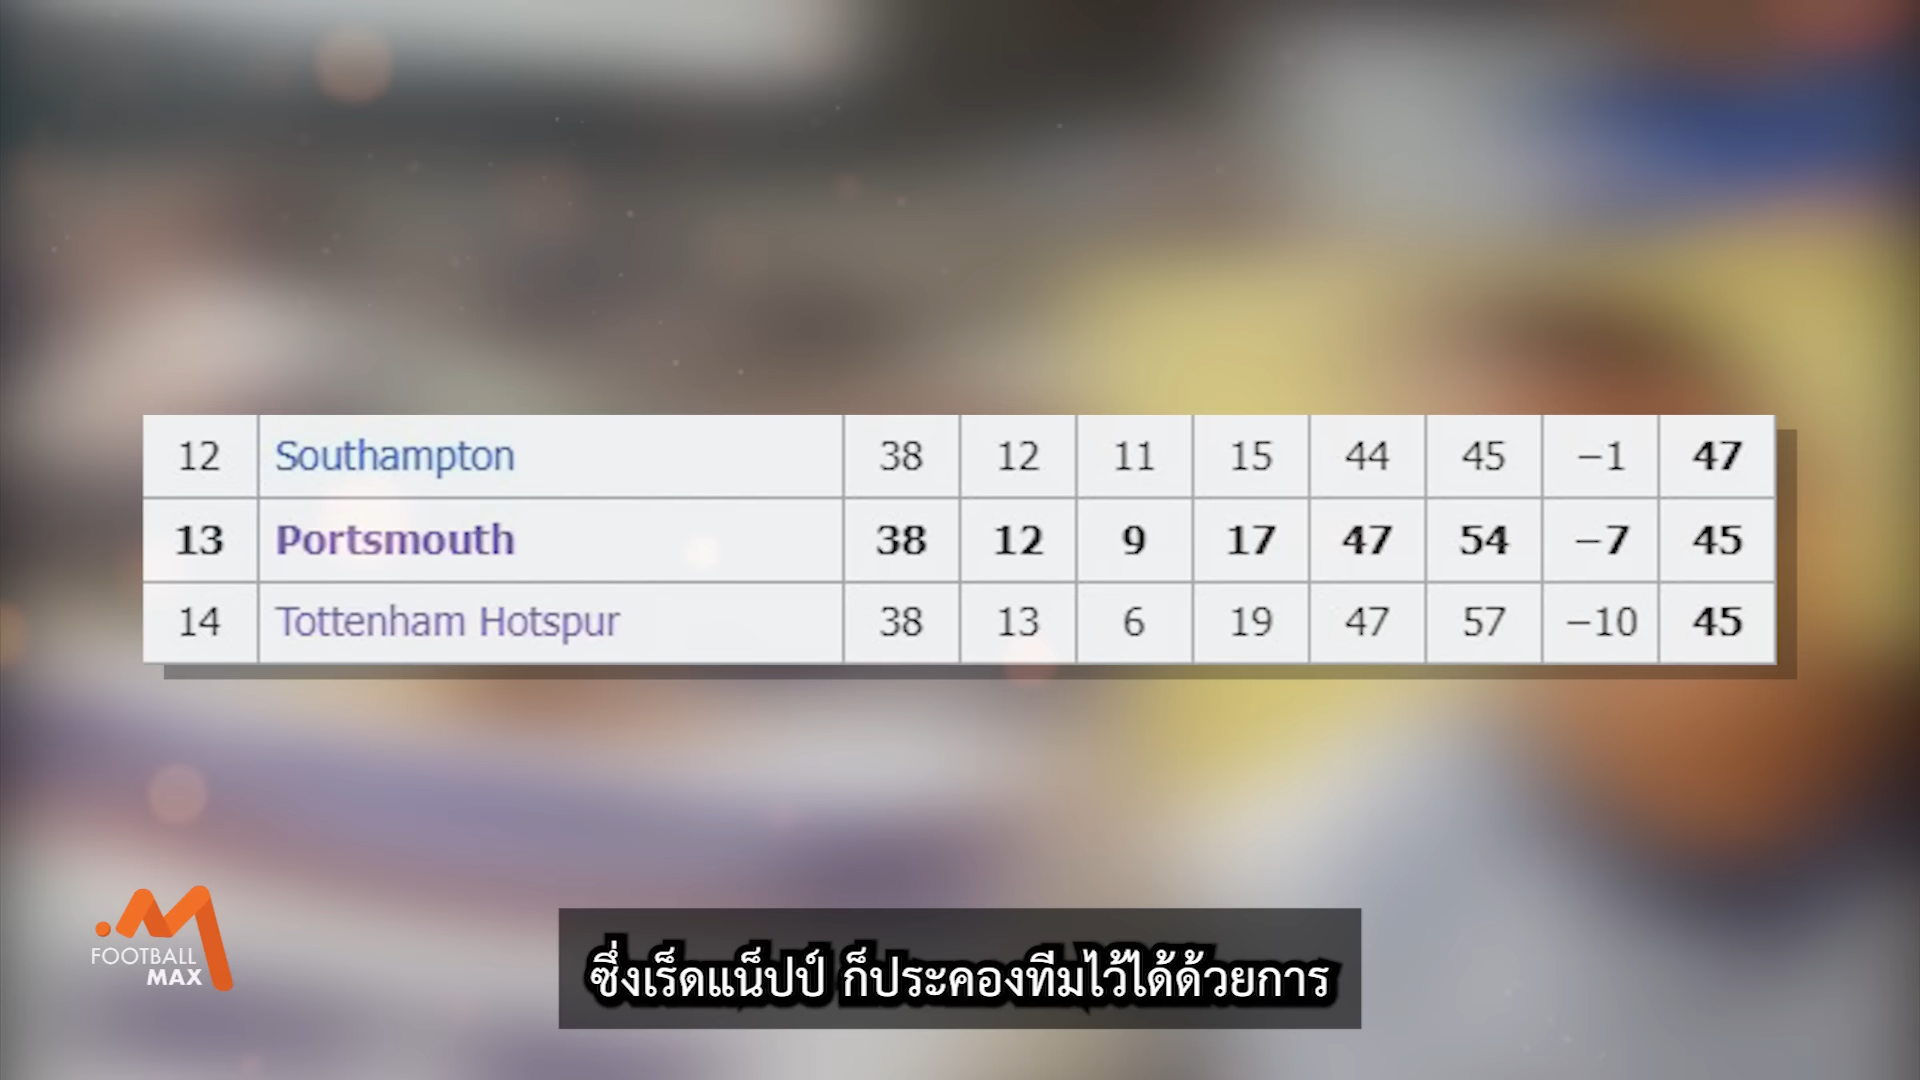 12 Southampton 38 12 11 15 44 45 −1 47
13 Portsmouth 38 12 9 17 47 54 −7 45
14 Tottenham Hotspur 38 13 6 19 47 57 −10 45
FOOTBALL
MAX
ซึ่งเร็ดแน็ปป์ ก็ประคองทีมไว้ได้ด้วยการ